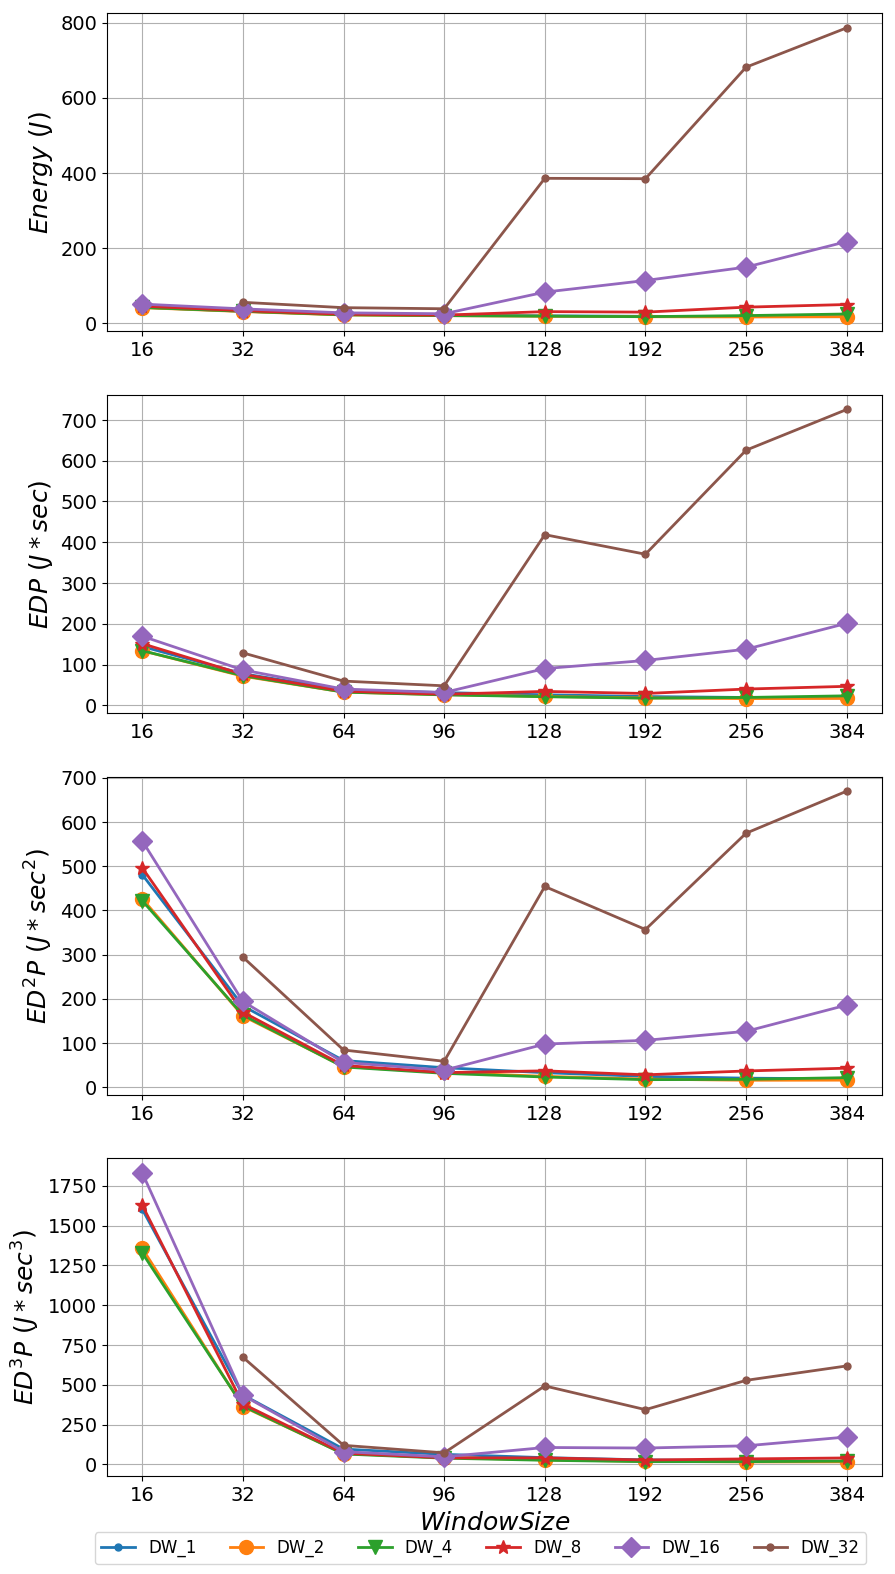 800
600
400
200
0
Energy (J)
16 32 64 96 128 192 256 384
700
600
500
400
300
200
100
0
EDP (J * sec)
16 32 64 96 128 192 256 384
700
600
500
400
300
200
100
0
ED²P (J * sec²)
16 32 64 96 128 192 256 384
1750
1500
1250
1000
750
500
250
0
ED³P (J * sec³)
16 32 64 96 128 192 256 384
WindowSize
DW_1 DW_2 DW_4 DW_8 DW_16 DW_32